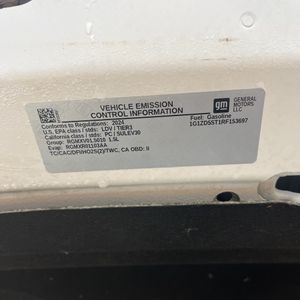 VEHICLE EMISSION
CONTROL INFORMATION
Conforms to Regulations: 2024
U.S. EPA class / stds: LDV / TIER3
California class / stds: PC / SULEV30
Group: RGMXV01.5010 1.5L
Evap: RGMXR01103AA
TC/CAC/DFI/HO2S(2)/TWC, CA OBD: II
gm
GENERAL
MOTORS
LLC
Fuel: Gasoline
1G1ZD5ST1RF153697